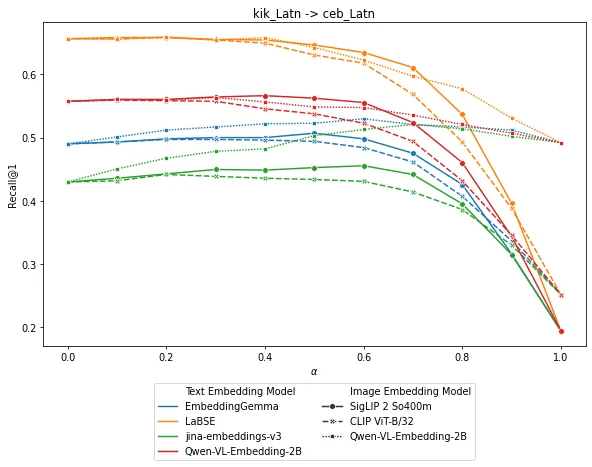 kik_Latn -> ceb_Latn
Recall@1
0.6
0.5
0.4
0.3
0.2
0.0 0.2 0.4 0.6 0.8 1.0
α
Text Embedding Model Image Embedding Model
EmbeddingGemma SigLIP 2 So400m
LaBSE CLIP ViT-B/32
jina-embeddings-v3 Qwen-VL-Embedding-2B
Qwen-VL-Embedding-2B